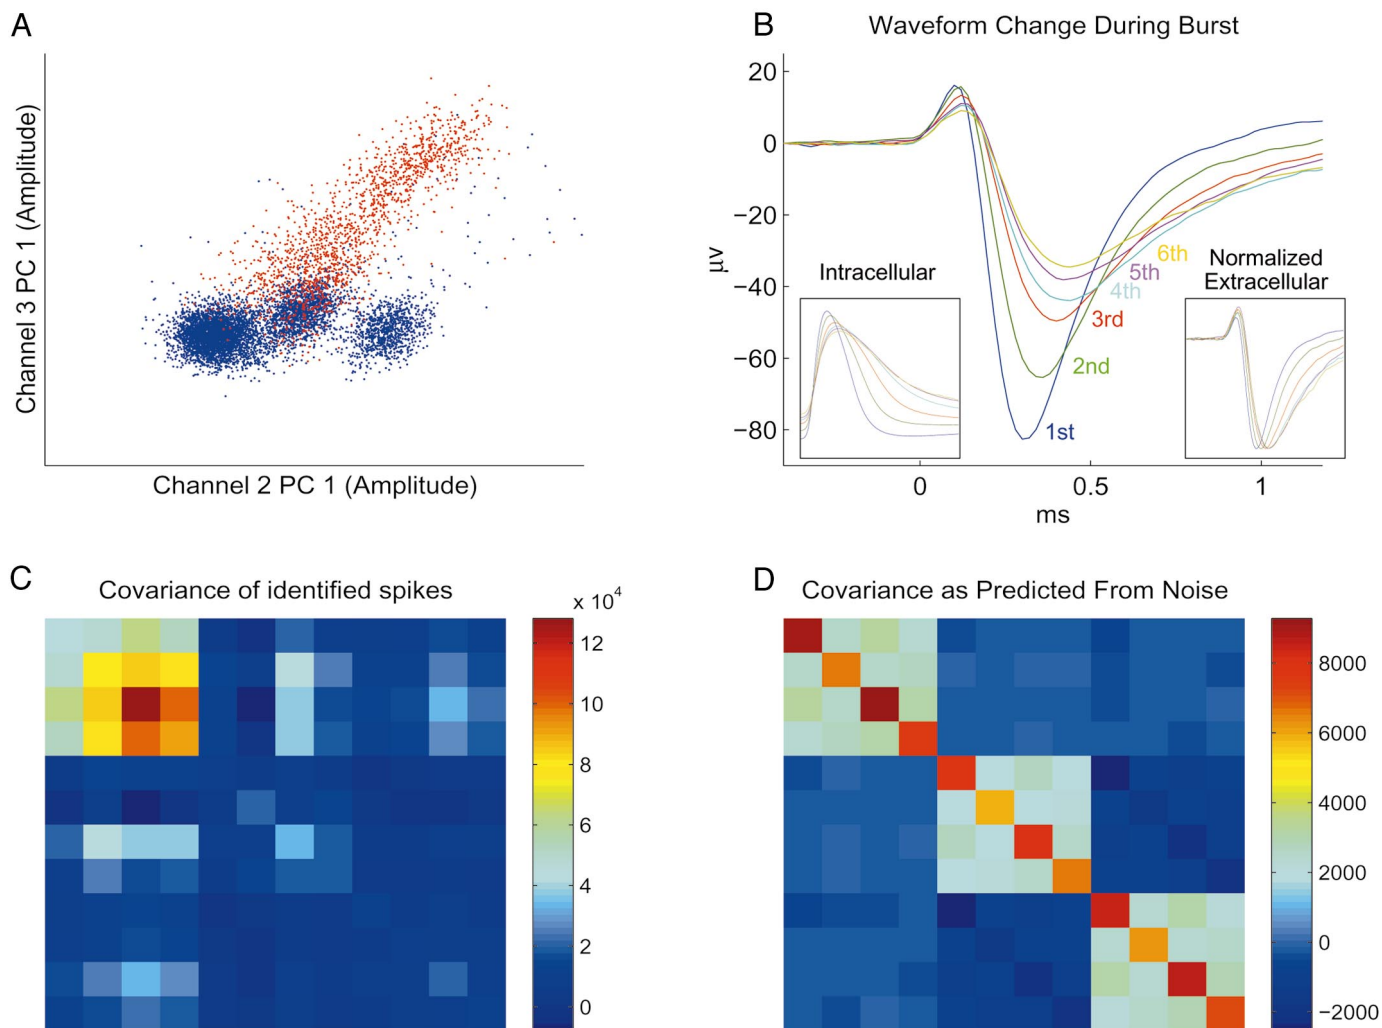 A
Channel 3 PC 1 (Amplitude)
Channel 2 PC 1 (Amplitude)
B
Waveform Change During Burst
20
0
−20
−40
−60
−80
μv
Intracellular
Normalized
Extracellular
6th
5th
4th
3rd
2nd
1st
0
0.5
1
ms
C
Covariance of identified spikes
x 10⁴
12
10
8
6
4
2
0
D
Covariance as Predicted From Noise
8000
6000
4000
2000
0
−2000